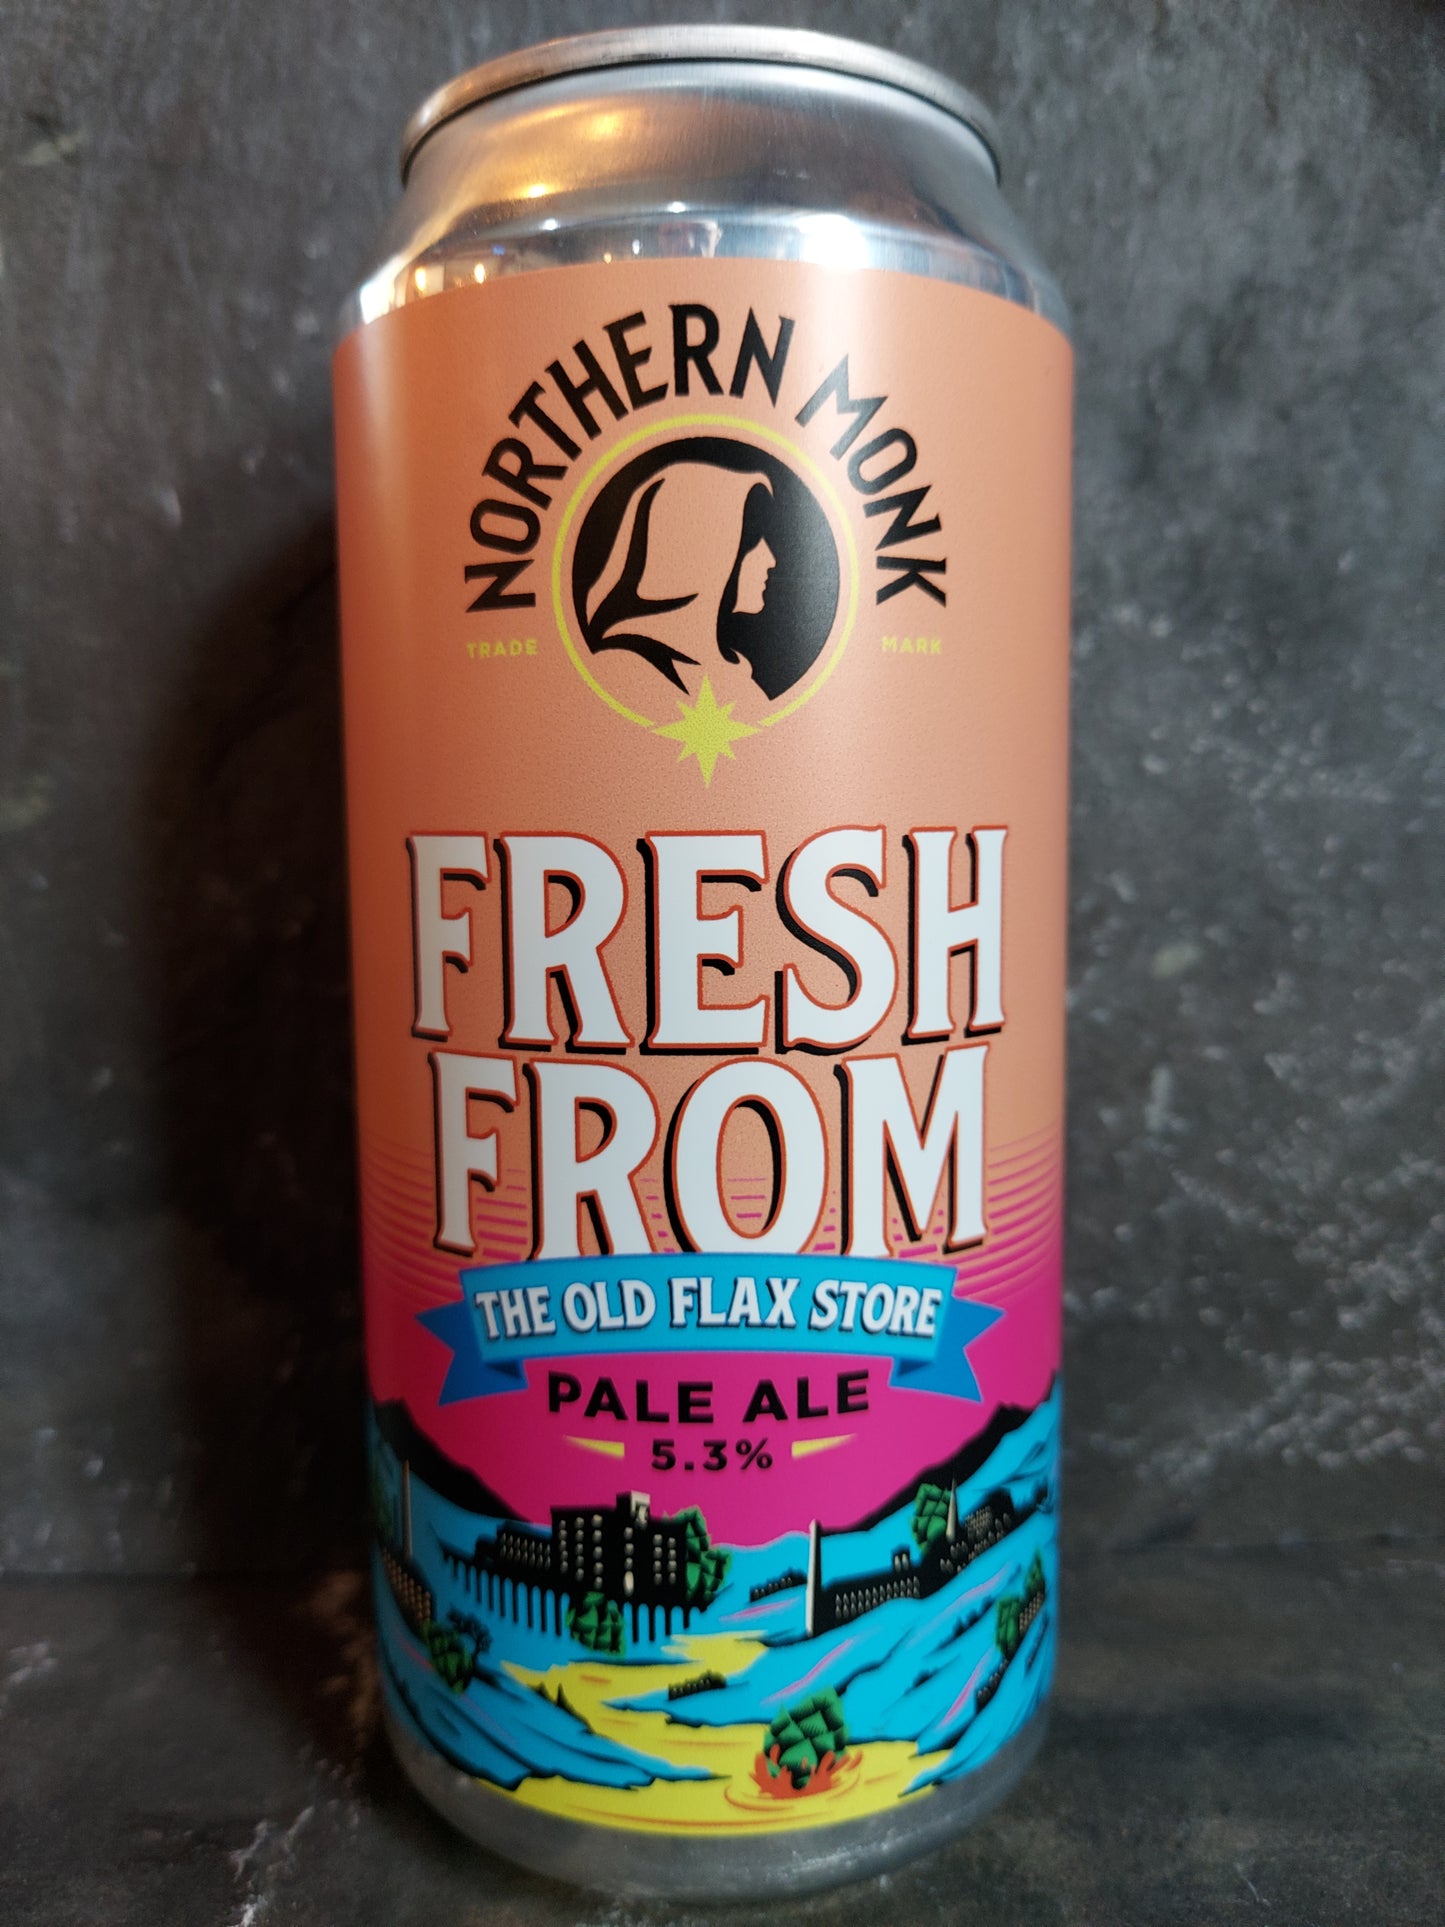 NORTHERN MONK
TRADE MARK
FRESH
FROM
THE OLD FLAX STORE
PALE ALE
5.3%